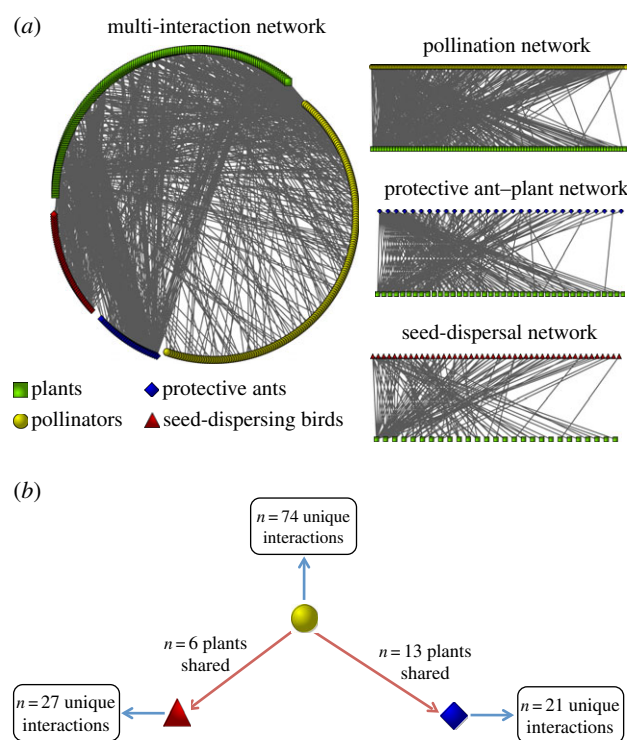 (a)
multi-interaction network
pollination network
protective ant–plant network
seed-dispersal network
plants
protective ants
pollinators
seed-dispersing birds
(b)
n = 74 unique
interactions
n = 6 plants
shared
n = 13 plants
shared
n = 27 unique
interactions
n = 21 unique
interactions